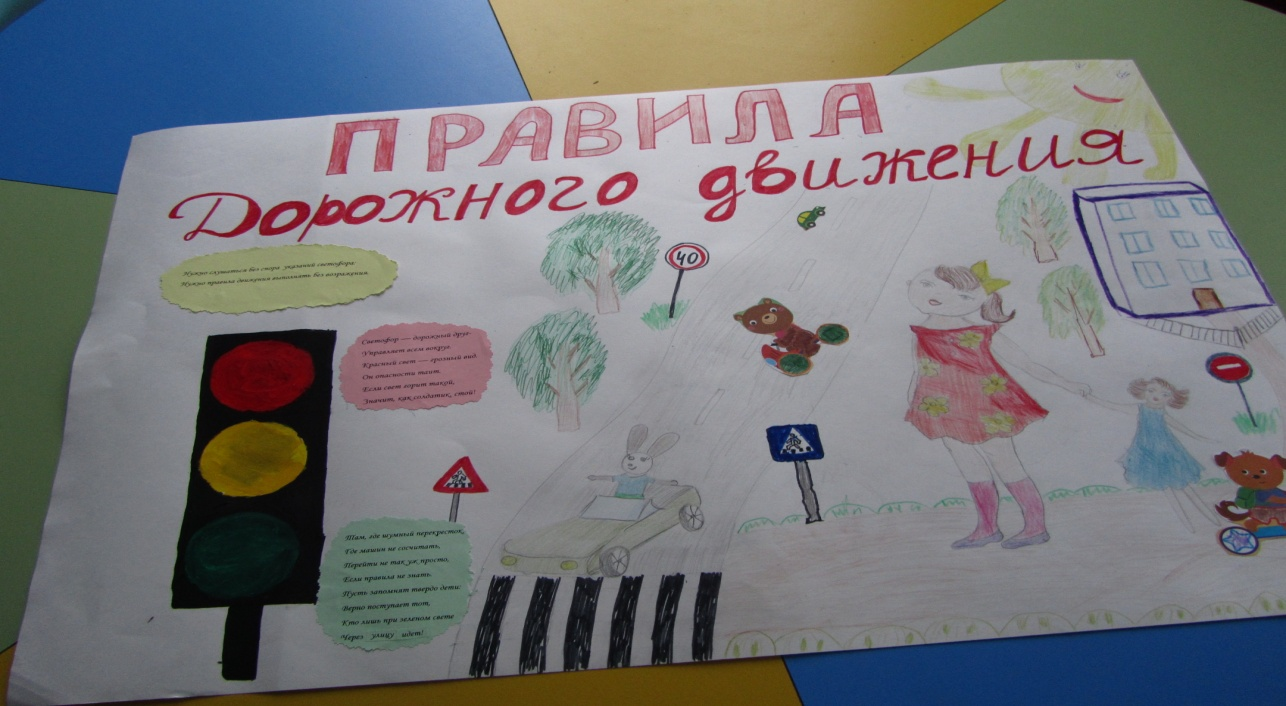 ПРАВИЛА
Дорожного движения
Нужно слушаться без спора указаний светофора.
Нужно правила движения выполнять без возражения.
Светофор — дорожный друг-
Управляет всем вокруг.
Красный свет — грозный вид.
Он опасности таит.
Если свет горит такой,
Значит, как солдатик, стой!
40
Там, где шумный перекресток,
Где машин не сосчитать,
Перейти не так уж просто,
Если правила не знать.
Пусть запомнят твердо дети:
Верно поступает тот,
Кто лишь при зеленом свете
Через улицу идет!